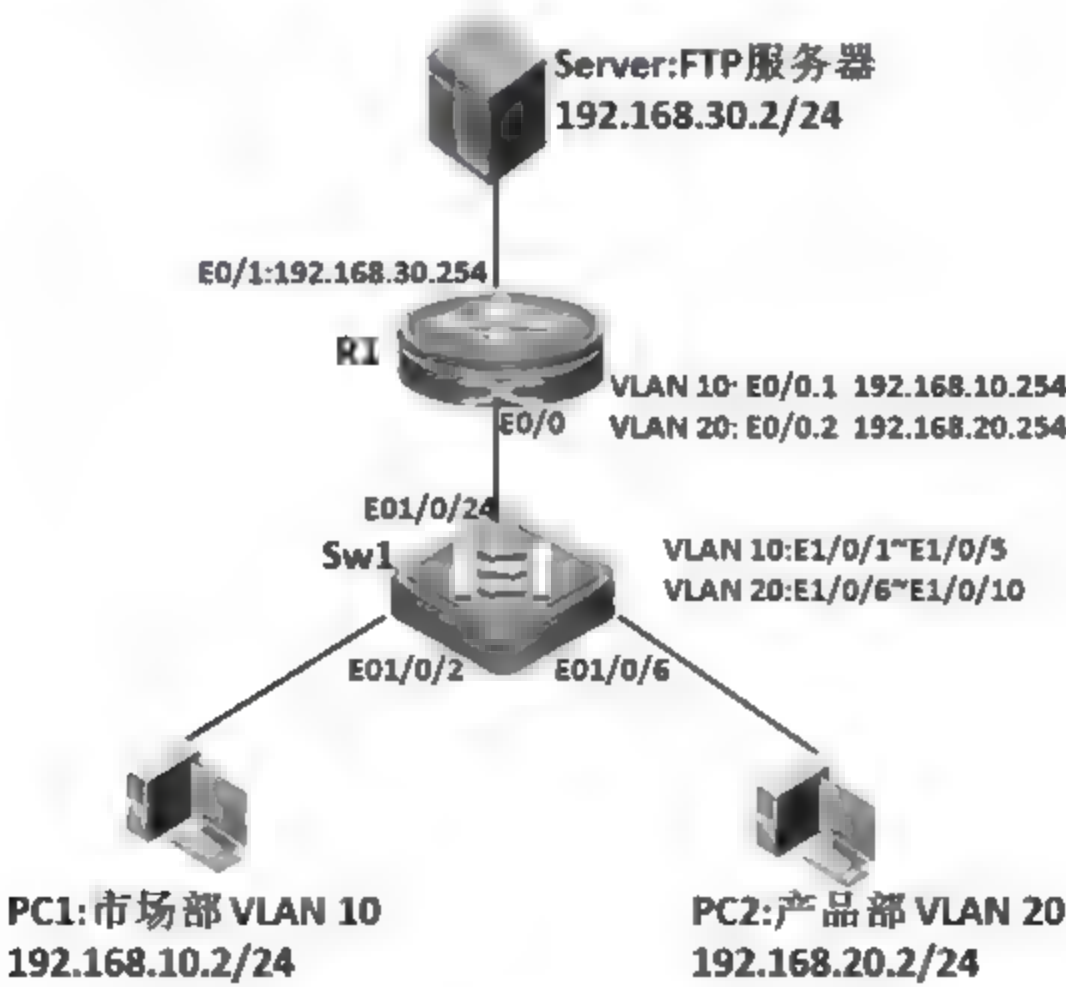 Server:FTP服务器
192.168.30.2/24
E0/1:192.168.30.254
R1
VLAN 10: E0/0.1 192.168.10.254
E0/0
VLAN 20: E0/0.2 192.168.20.254
E01/0/24
Sw1
VLAN 10:E1/0/1~E1/0/5
VLAN 20:E1/0/6~E1/0/10
E01/0/2
E01/0/6
PC1:市场部 VLAN 10
192.168.10.2/24
PC2:产品部 VLAN 20
192.168.20.2/24